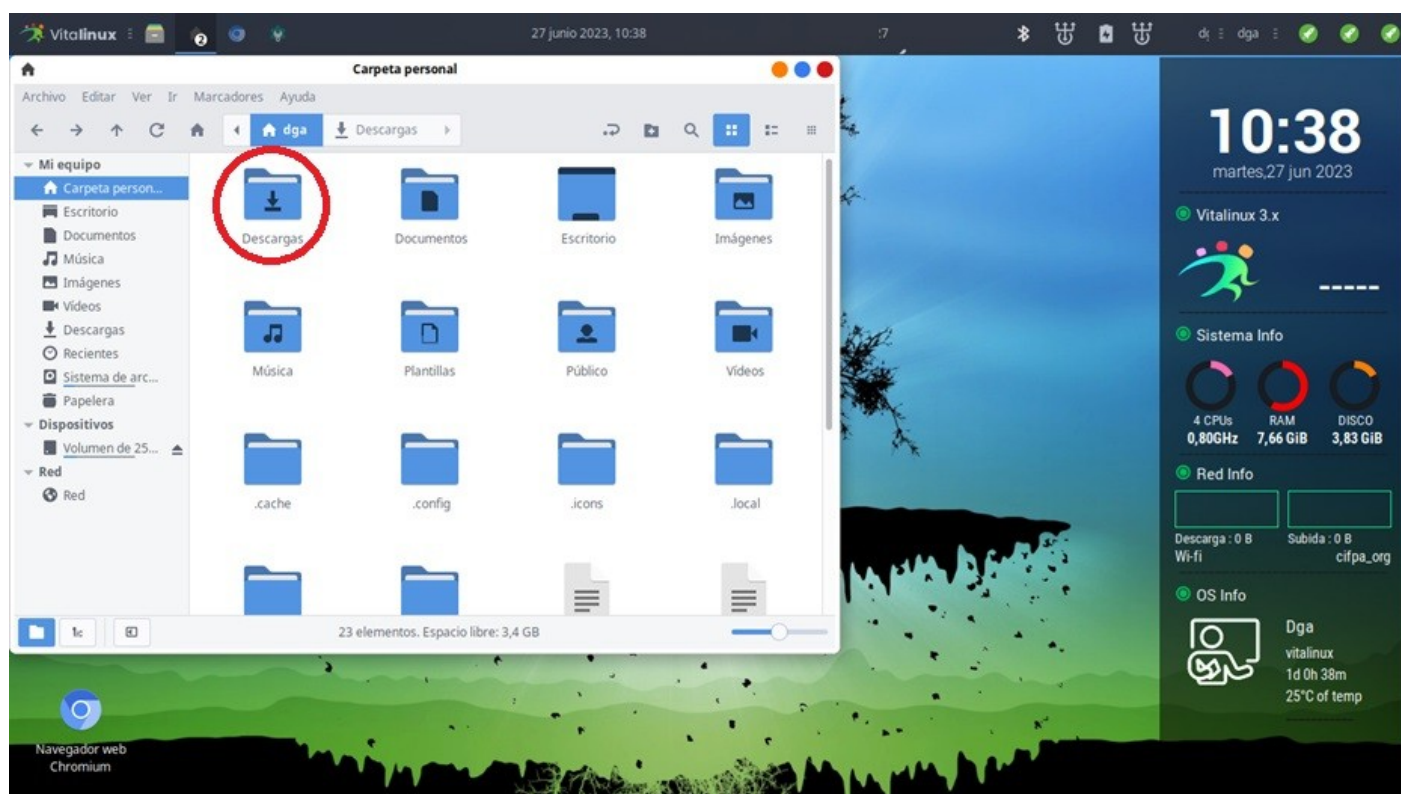 Vitalinux
2
27 junio 2023, 10:38
:7
dga
Carpeta personal
Archivo Editar Ver Ir Marcadores Ayuda
dga Descargas
Mi equipo
Carpeta person...
Escritorio
Documentos
Música
Imágenes
Vídeos
Descargas
Recientes
Sistema de arc...
Papelera
Dispositivos
Volumen de 25...
Red
Red
Descargas Documentos Escritorio Imágenes
Música Plantillas Público Vídeos
.cache .config .icons .local
23 elementos. Espacio libre: 3,4 GB
Navegador web
Chromium
10:38
martes,27 jun 2023
Vitalinux 3.x
-----
Sistema Info
4 CPUs RAM DISCO
0,80GHz 7,66 GiB 3,83 GiB
Red Info
Descarga : 0 B Subida : 0 B
Wi-fi cifpa_org
OS Info
Dga
vitalinux
1d 0h 38m
25°C of temp